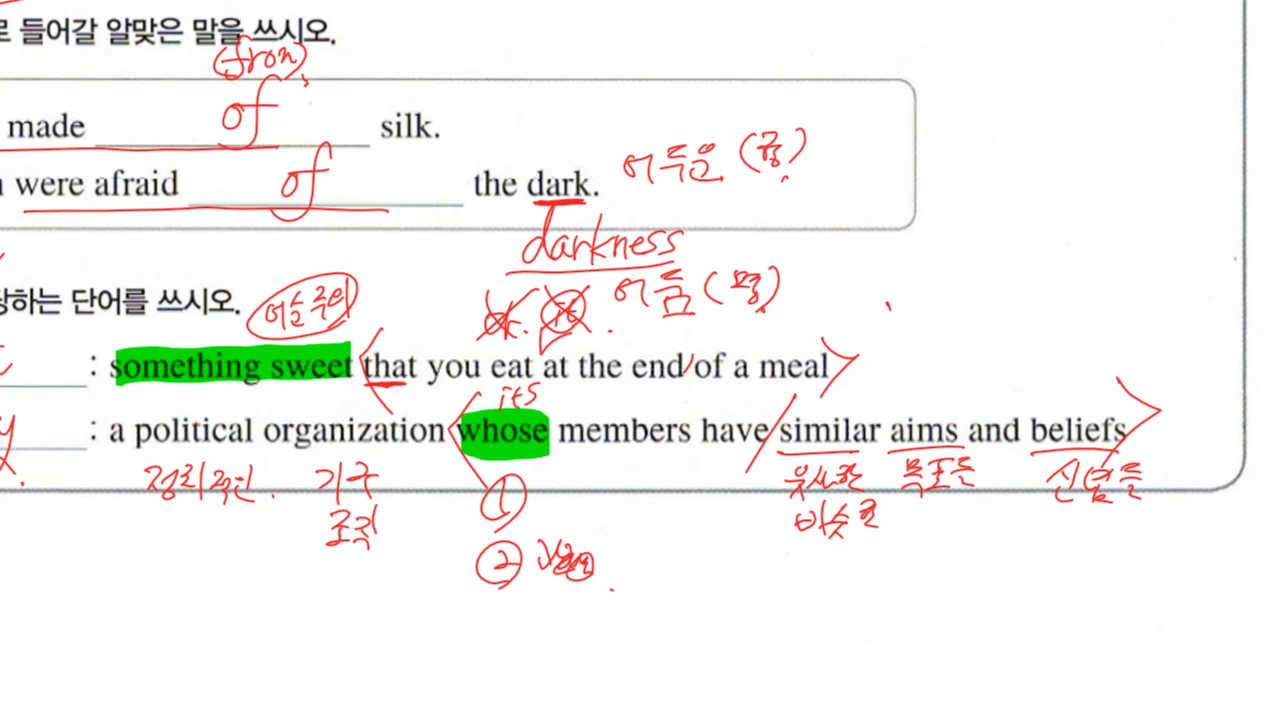 로 들어갈 알맞은 말을 쓰시오.
(from)
made of silk.
were afraid of the dark. 어두운 (형)
darkness
어둠 (명)
하는 단어를 쓰시오. 어순 주의
: something sweet that you eat at the end of a meal
its
y : a political organization whose members have similar aims and beliefs
정치적인 기구 유사한 목표들 신념들
조직 비슷한
①
②